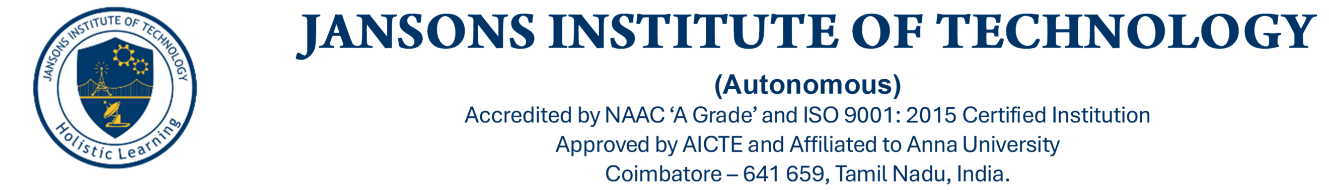 JANSONS INSTITUTE OF TECHNOLOGY
Holistic Learning
JANSONS INSTITUTE OF TECHNOLOGY
(Autonomous)
Accredited by NAAC ‘A Grade’ and ISO 9001: 2015 Certified Institution
Approved by AICTE and Affiliated to Anna University
Coimbatore – 641 659, Tamil Nadu, India.